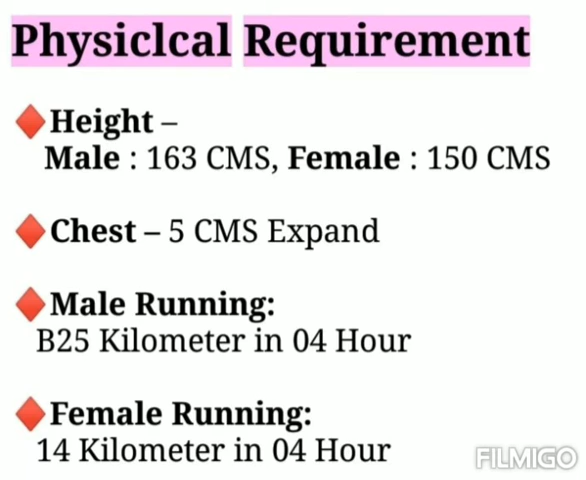 Physiclcal Requirement
Height –
Male : 163 CMS, Female : 150 CMS
Chest – 5 CMS Expand
Male Running:
B25 Kilometer in 04 Hour
Female Running:
14 Kilometer in 04 Hour
FILMIGO